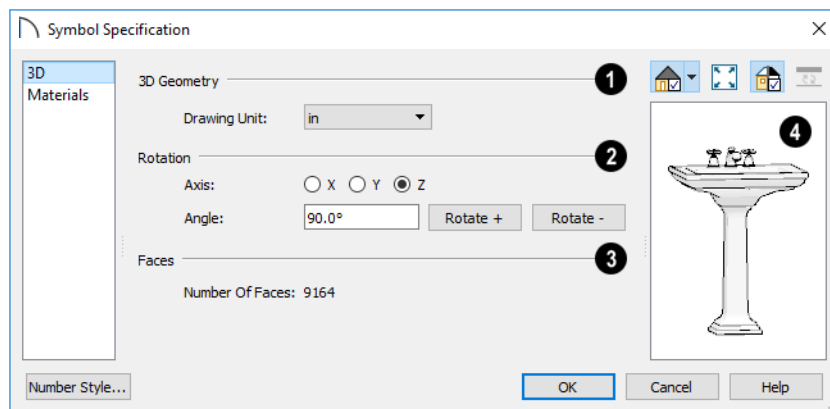 Symbol Specification
3D
Materials
3D Geometry 1
Drawing Unit: in
Rotation 2
Axis: X Y Z
Angle: 90.0° Rotate + Rotate -
Faces 3
Number Of Faces: 9164
4
Number Style... OK Cancel Help